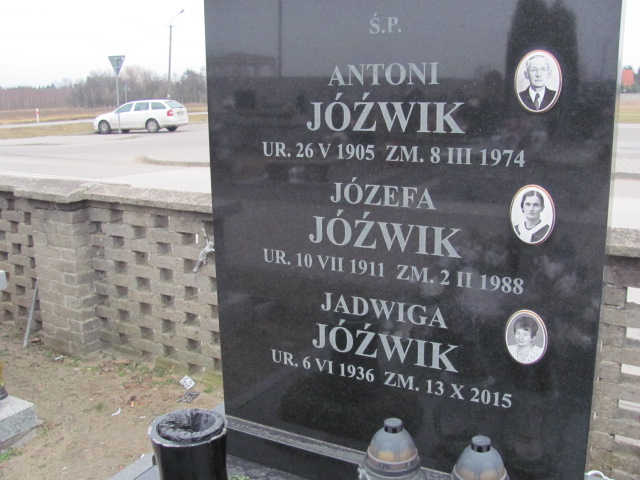 Ś.P.
ANTONI
JÓŹWIK
UR. 26 V 1905 ZM. 8 III 1974
JÓZEFA
JÓŹWIK
UR. 10 VII 1911 ZM. 2 II 1988
JADWIGA
JÓŹWIK
UR. 6 VI 1936 ZM. 13 X 2015